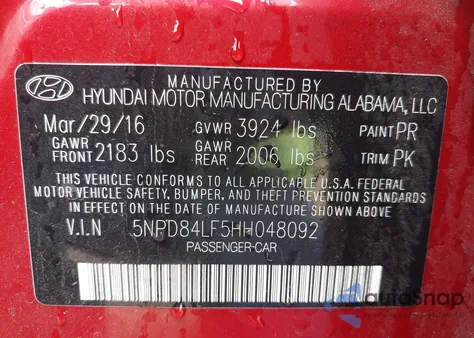 MANUFACTURED BY
HYUNDAI MOTOR MANUFACTURING ALABAMA, LLC
Mar/29/16 GVWR 3924 lbs PAINT PR
GAWR FRONT 2183 lbs GAWR REAR 2006 lbs TRIM PK
THIS VEHICLE CONFORMS TO ALL APPLICABLE U.S.A. FEDERAL
MOTOR VEHICLE SAFETY, BUMPER, AND THEFT PREVENTION STANDARDS
IN EFFECT ON THE DATE OF MANUFACTURE SHOWN ABOVE.
V.I.N 5NPD84LF5HH048092
PASSENGER-CAR
autoSnap